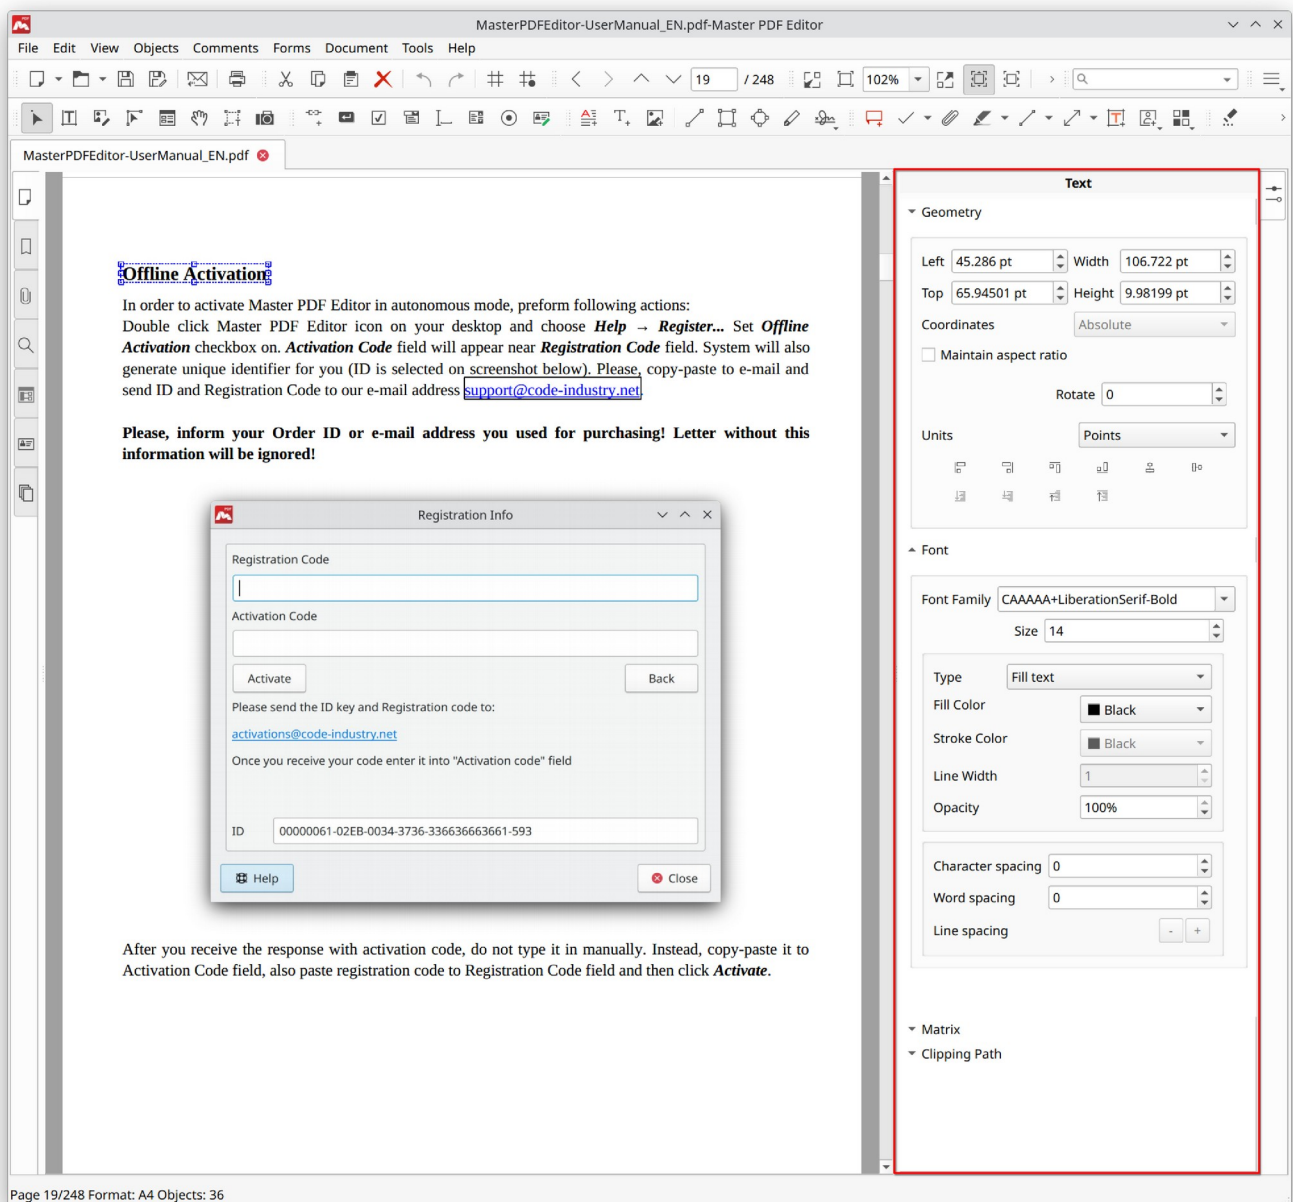 MasterPDFEditor-UserManual_EN.pdf-Master PDF Editor
File Edit View Objects Comments Forms Document Tools Help
19 / 248 102%
MasterPDFEditor-UserManual_EN.pdf
Offline Activation
In order to activate Master PDF Editor in autonomous mode, preform following actions:
Double click Master PDF Editor icon on your desktop and choose Help → Register... Set Offline
Activation checkbox on. Activation Code field will appear near Registration Code field. System will also
generate unique identifier for you (ID is selected on screenshot below). Please, copy-paste to e-mail and
send ID and Registration Code to our e-mail address support@code-industry.net.
Please, inform your Order ID or e-mail address you used for purchasing! Letter without this
information will be ignored!
Registration Info
Registration Code
Activation Code
Activate Back
Please send the ID key and Registration code to:
activations@code-industry.net
Once you receive your code enter it into "Activation code" field
ID 00000061-02EB-0034-3736-336636663661-593
Help Close
After you receive the response with activation code, do not type it in manually. Instead, copy-paste it to
Activation Code field, also paste registration code to Registration Code field and then click Activate.
Text
Geometry
Left 45.286 pt Width 106.722 pt
Top 65.94501 pt Height 9.98199 pt
Coordinates Absolute
Maintain aspect ratio
Rotate 0
Units Points
Font
Font Family CAAAAA+LiberationSerif-Bold
Size 14
Type Fill text
Fill Color Black
Stroke Color Black
Line Width 1
Opacity 100%
Character spacing 0
Word spacing 0
Line spacing - +
Matrix
Clipping Path
Page 19/248 Format: A4 Objects: 36